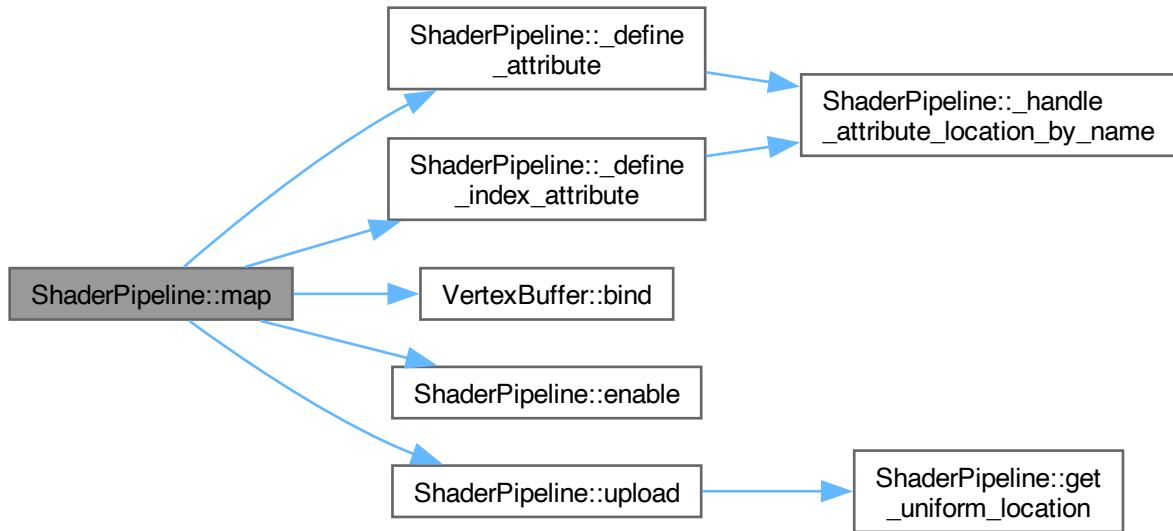 ShaderPipeline::_define
_attribute
ShaderPipeline::_handle
_attribute_location_by_name
ShaderPipeline::_define
_index_attribute
ShaderPipeline::map
VertexBuffer::bind
ShaderPipeline::enable
ShaderPipeline::upload
ShaderPipeline::get
_uniform_location